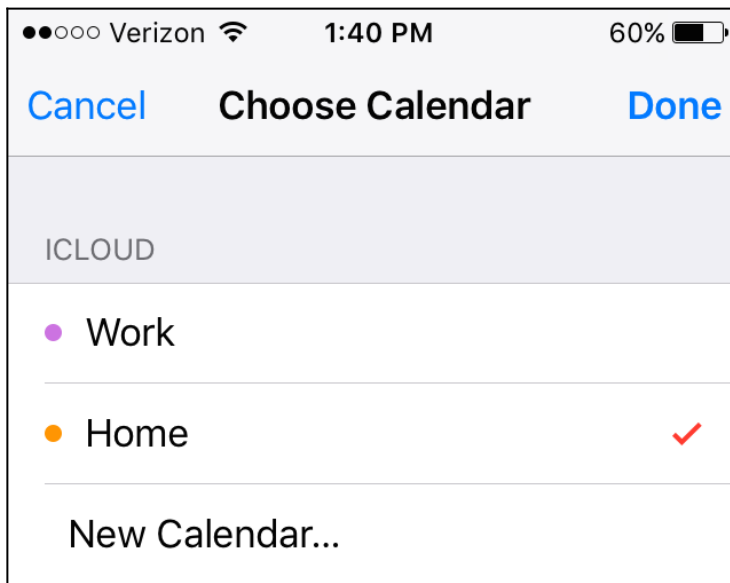 Verizon 1:40 PM 60%
Cancel Choose Calendar Done
ICLOUD
Work
Home
New Calendar...